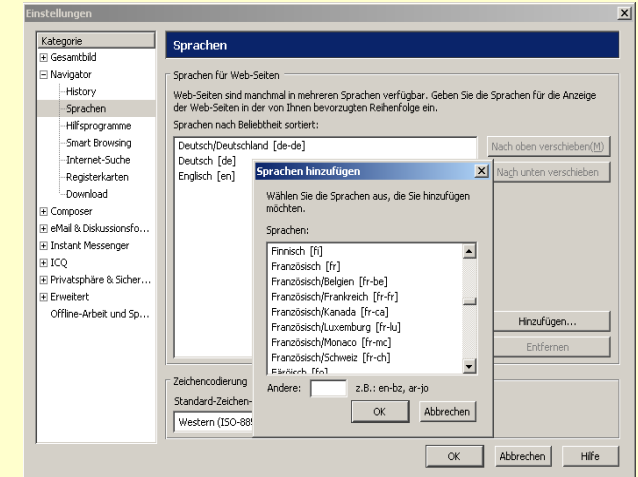 Einstellungen
Kategorie
Gesamtbild
Navigator
History
Sprachen
Hilfsprogramme
Smart Browsing
Internet-Suche
Registerkarten
Download
Composer
eMail & Diskussionsfo...
Instant Messenger
ICQ
Privatsphäre & Sicher...
Erweitert
Offline-Arbeit und Sp...
Sprachen
Sprachen für Web-Seiten
Web-Seiten sind manchmal in mehreren Sprachen verfügbar. Geben Sie die Sprachen für die Anzeige
der Web-Seiten in der von Ihnen bevorzugten Reihenfolge ein.
Sprachen nach Beliebtheit sortiert:
Deutsch/Deutschland [de-de]
Deutsch [de]
Englisch [en]
Nach oben verschieben(M)
Nach unten verschieben
Hinzufügen...
Entfernen
Zeichencodierung
Standard-Zeichen-
Western (ISO-885
Sprachen hinzufügen
Wählen Sie die Sprachen aus, die Sie hinzufügen
möchten.
Sprachen:
Finnisch [fi]
Französisch [fr]
Französisch/Belgien [fr-be]
Französisch/Frankreich [fr-fr]
Französisch/Kanada [fr-ca]
Französisch/Luxemburg [fr-lu]
Französisch/Monaco [fr-mc]
Französisch/Schweiz [fr-ch]
Färöisch [fo]
Andere: z.B.: en-bz, ar-jo
OK Abbrechen
OK Abbrechen Hilfe